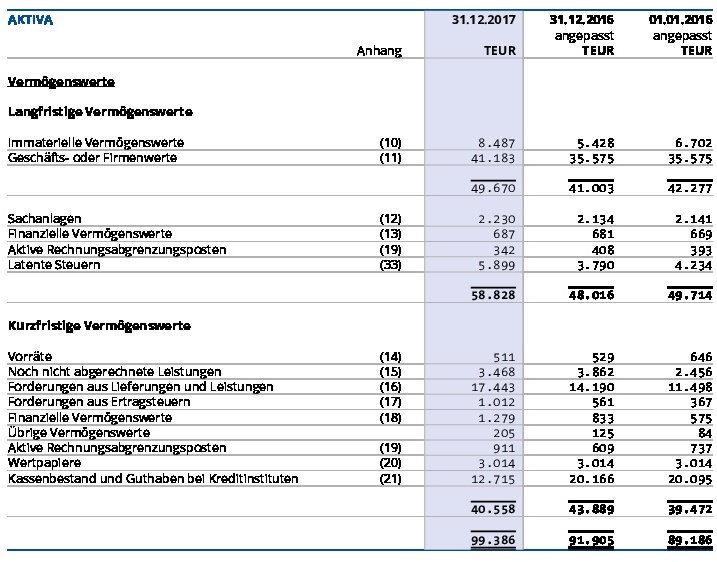 AKTIVA 31.12.2017 31.12.2016 01.01.2016
angepasst angepasst
Anhang TEUR TEUR TEUR
Vermögenswerte
Langfristige Vermögenswerte
Immaterielle Vermögenswerte (10) 8.487 5.428 6.702
Geschäfts- oder Firmenwerte (11) 41.183 35.575 35.575
49.670 41.003 42.277
Sachanlagen (12) 2.230 2.134 2.141
Finanzielle Vermögenswerte (13) 687 681 669
Aktive Rechnungsabgrenzungsposten (19) 342 408 393
Latente Steuern (33) 5.899 3.790 4.234
58.828 48.016 49.714
Kurzfristige Vermögenswerte
Vorräte (14) 511 529 646
Noch nicht abgerechnete Leistungen (15) 3.468 3.862 2.456
Forderungen aus Lieferungen und Leistungen (16) 17.443 14.190 11.498
Forderungen aus Ertragsteuern (17) 1.012 561 367
Finanzielle Vermögenswerte (18) 1.279 833 575
Übrige Vermögenswerte 205 125 84
Aktive Rechnungsabgrenzungsposten (19) 911 609 737
Wertpapiere (20) 3.014 3.014 3.014
Kassenbestand und Guthaben bei Kreditinstituten (21) 12.715 20.166 20.095
40.558 43.889 39.472
99.386 91.905 89.186